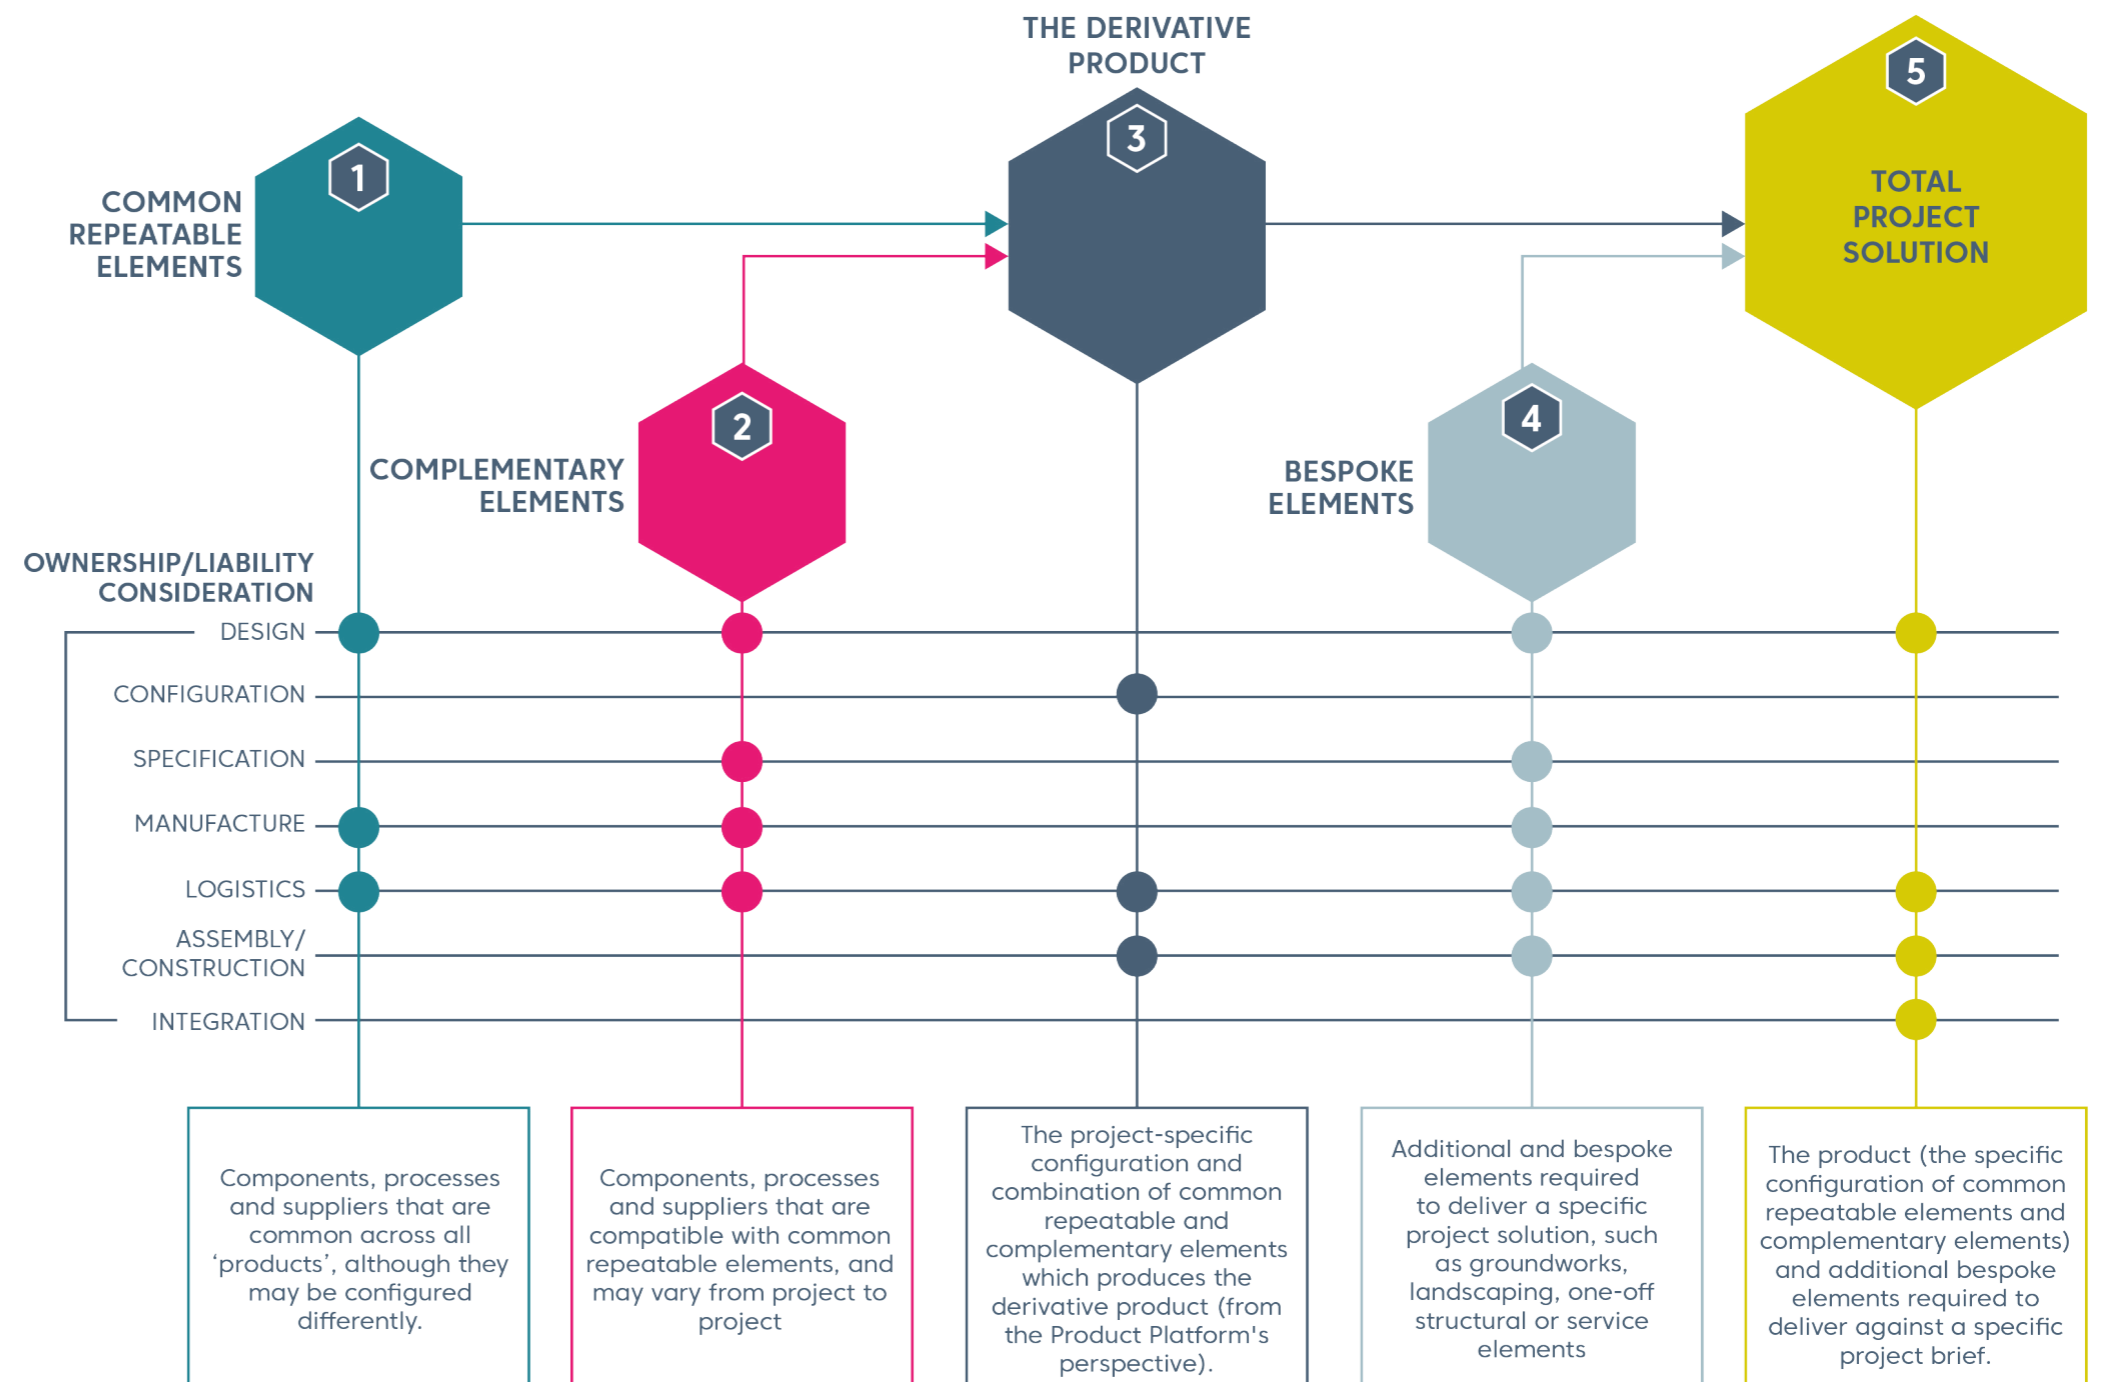 THE DERIVATIVE
PRODUCT
1
3
5
COMMON
REPEATABLE
ELEMENTS
TOTAL
PROJECT
SOLUTION
2
4
COMPLEMENTARY
ELEMENTS
BESPOKE
ELEMENTS
OWNERSHIP/LIABILITY
CONSIDERATION
DESIGN
CONFIGURATION
SPECIFICATION
MANUFACTURE
LOGISTICS
ASSEMBLY/
CONSTRUCTION
INTEGRATION
Components, processes
and suppliers that are
common across all
‘products’, although they
may be configured
differently.
Components, processes
and suppliers that are
compatible with common
repeatable elements, and
may vary from project to
project
The project-specific
configuration and
combination of common
repeatable and
complementary elements
which produces the
derivative product (from
the Product Platform's
perspective).
Additional and bespoke
elements required
to deliver a specific
project solution, such
as groundworks,
landscaping, one-off
structural or service
elements
The product (the specific
configuration of common
repeatable elements and
complementary elements)
and additional bespoke
elements required to
deliver against a specific
project brief.